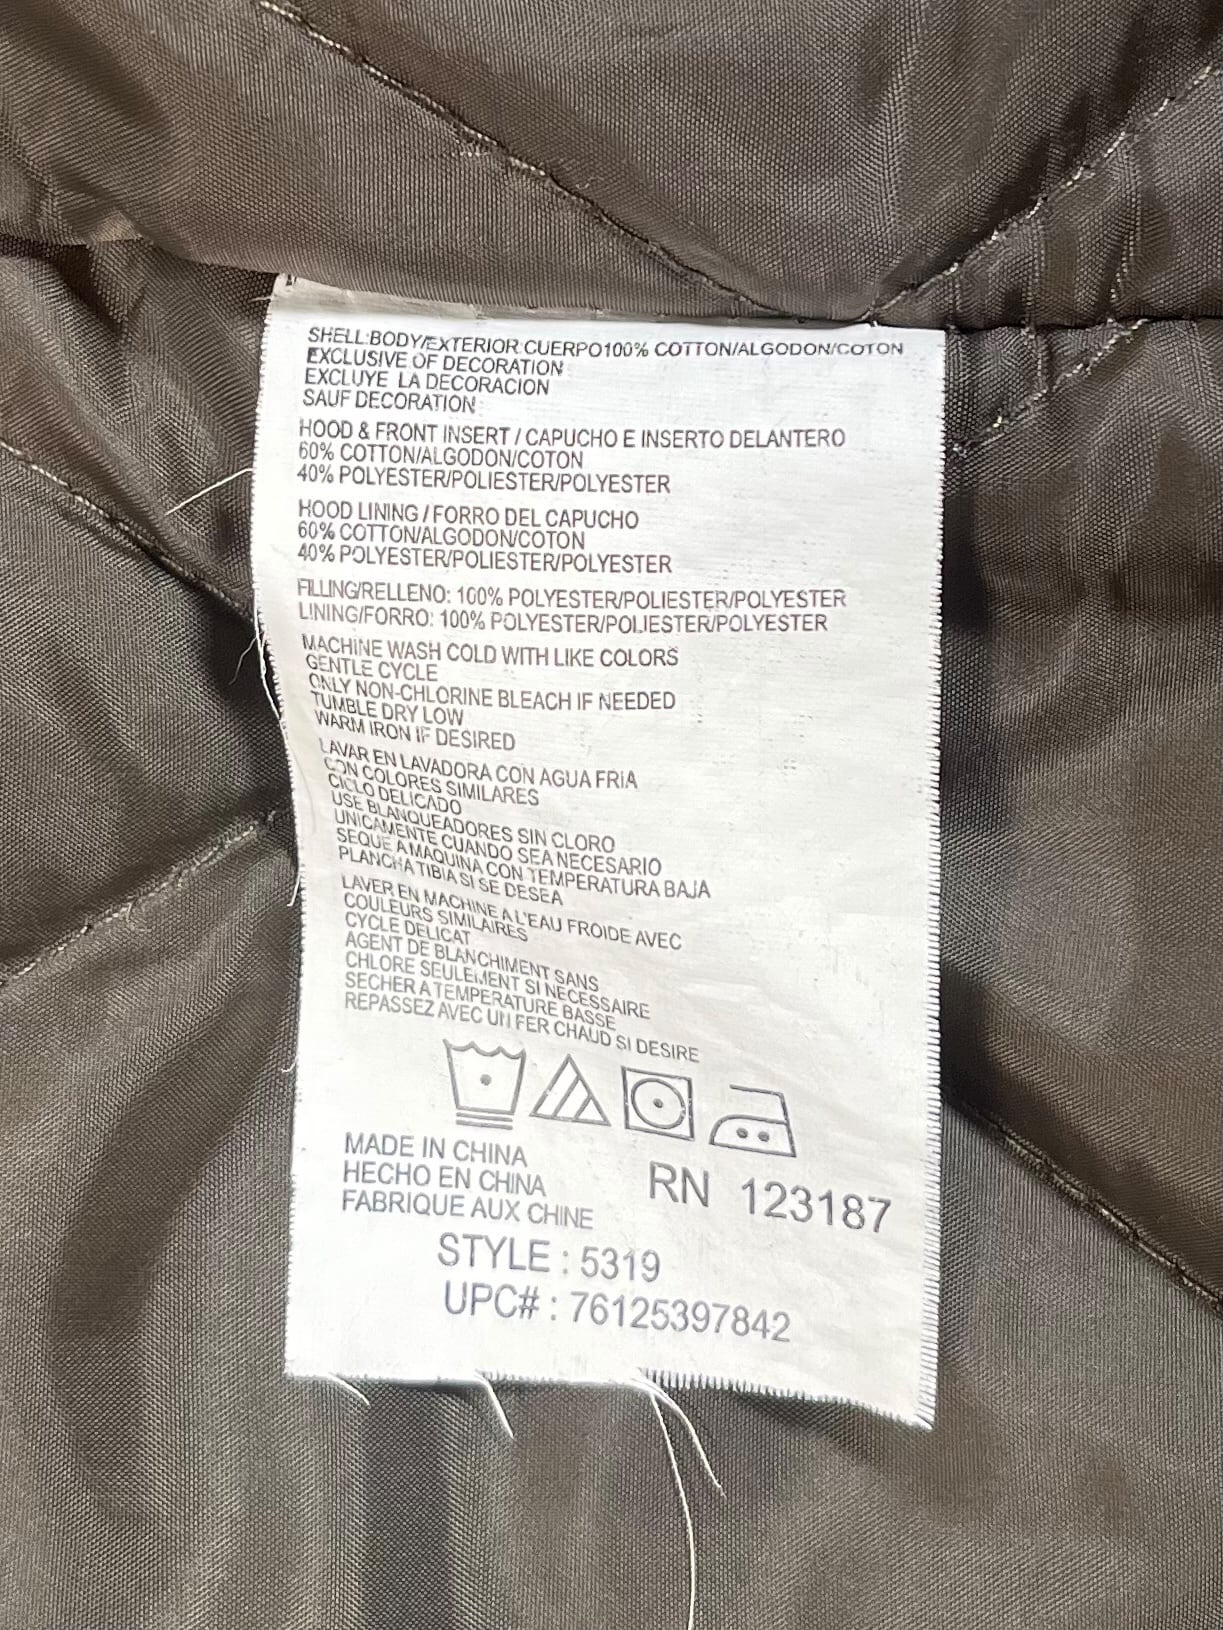 SHELL:BODY/EXTERIOR:CUERPO100% COTTON/ALGODON/COTON
EXCLUSIVE OF DECORATION
EXCLUYE LA DECORACION
SAUF DECORATION
HOOD & FRONT INSERT / CAPUCHO E INSERTO DELANTERO
60% COTTON/ALGODON/COTON
40% POLYESTER/POLIESTER/POLYESTER
HOOD LINING / FORRO DEL CAPUCHO
60% COTTON/ALGODON/COTON
40% POLYESTER/POLIESTER/POLYESTER
FILLING/RELLENO: 100% POLYESTER/POLIESTER/POLYESTER
LINING/FORRO: 100% POLYESTER/POLIESTER/POLYESTER
MACHINE WASH COLD WITH LIKE COLORS
GENTLE CYCLE
ONLY NON-CHLORINE BLEACH IF NEEDED
TUMBLE DRY LOW
WARM IRON IF DESIRED
LAVAR EN LAVADORA CON AGUA FRIA
CON COLORES SIMILARES
CICLO DELICADO
USE BLANQUEADORES SIN CLORO
UNICAMENTE CUANDO SEA NECESARIO
SEQUE A MAQUINA CON TEMPERATURA BAJA
PLANCHA TIBIA SI SE DESEA
LAVER EN MACHINE A L'EAU FROIDE AVEC
COULEURS SIMILAIRES
CYCLE DELICAT
AGENT DE BLANCHIMENT SANS
CHLORE SEULEMENT SI NECESSAIRE
SECHER A TEMPERATURE BASSE
REPASSEZ AVEC UN FER CHAUD SI DESIRE
MADE IN CHINA
HECHO EN CHINA
FABRIQUE AUX CHINE
RN 123187
STYLE : 5319
UPC# : 76125397842